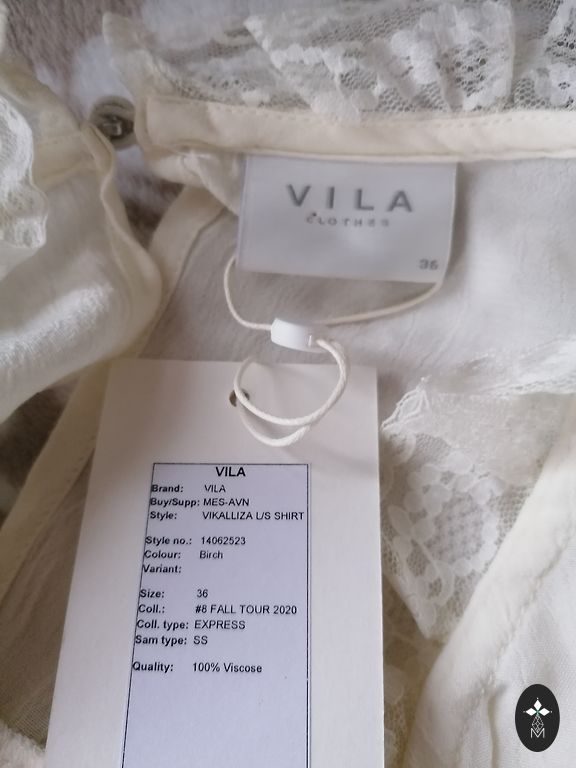 VILA
CLOTHES
36
VILA
Brand: VILA
Buy/Supp: MES-AVN
Style: VIKALLIZA L/S SHIRT
Style no.: 14062523
Colour: Birch
Variant:
Size: 36
Coll.: #8 FALL TOUR 2020
Coll. type: EXPRESS
Sam type: SS
Quality: 100% Viscose
M